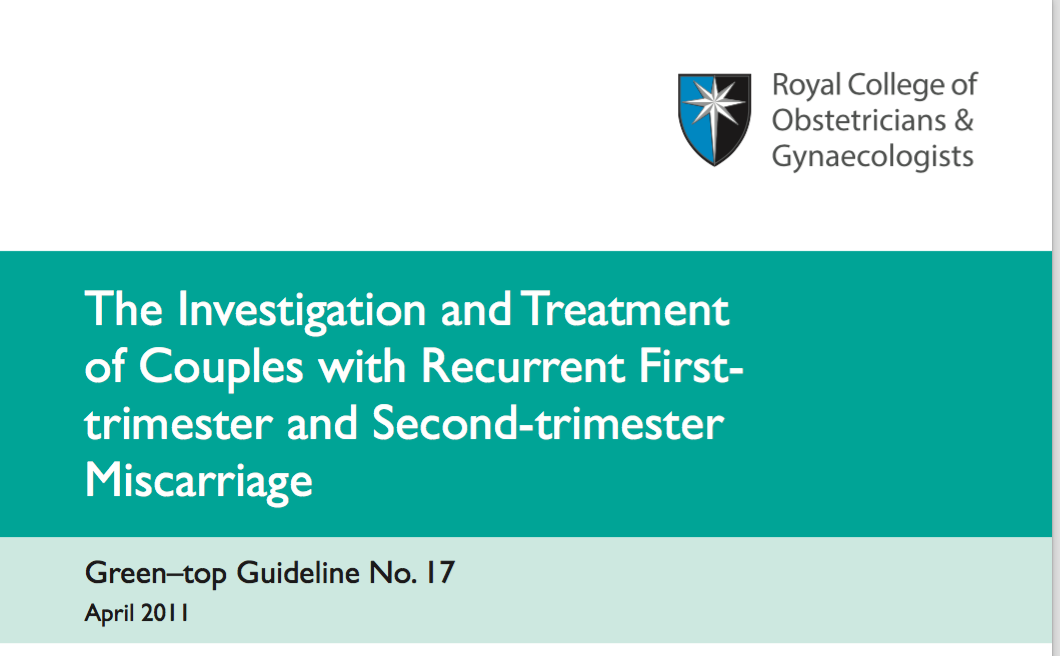 Royal College of
Obstetricians &
Gynaecologists
The Investigation and Treatment
of Couples with Recurrent First-
trimester and Second-trimester
Miscarriage
Green–top Guideline No. 17
April 2011